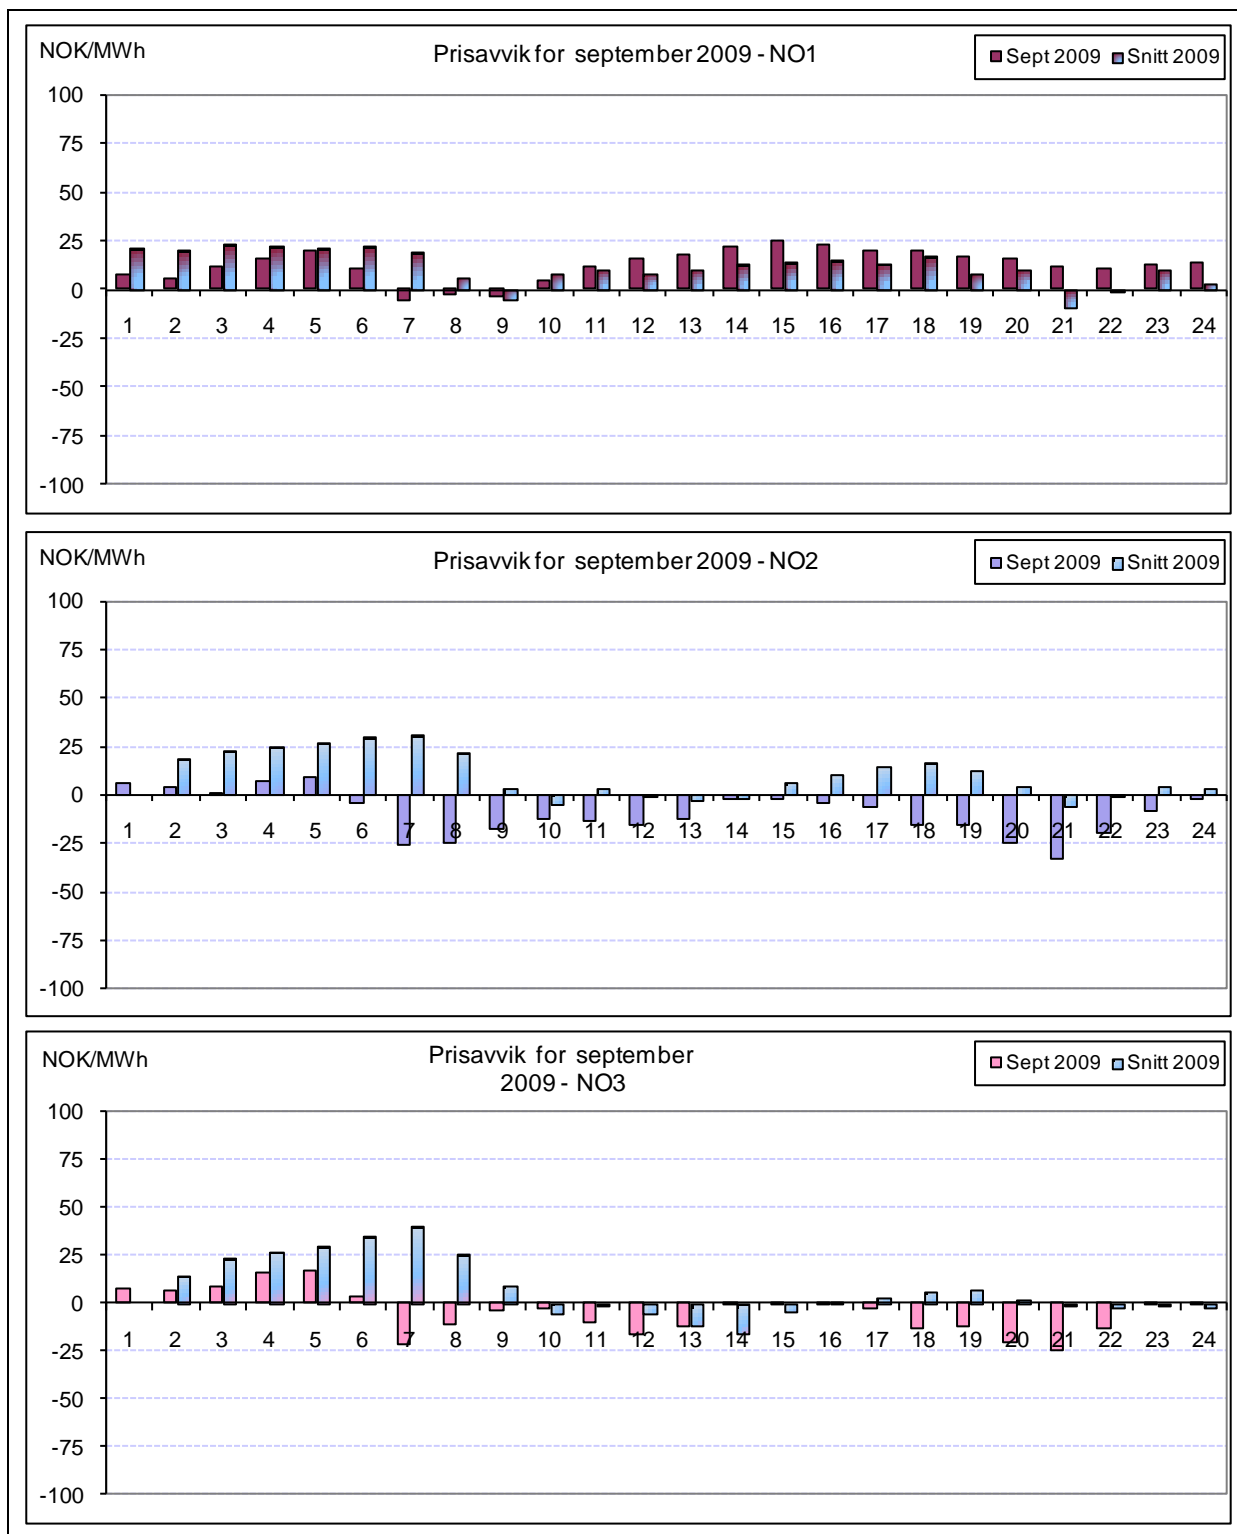 NOK/MWh
Prisavvik for september 2009 - NO1
Sept 2009 Snitt 2009
100
75
50
25
0
-25
-50
-75
-100
1 2 3 4 5 6 7 8 9 10 11 12 13 14 15 16 17 18 19 20 21 22 23 24
NOK/MWh
Prisavvik for september 2009 - NO2
Sept 2009 Snitt 2009
100
75
50
25
0
-25
-50
-75
-100
1 2 3 4 5 6 7 8 9 10 11 12 13 14 15 16 17 18 19 20 21 22 23 24
NOK/MWh
Prisavvik for september
2009 - NO3
Sept 2009 Snitt 2009
100
75
50
25
0
-25
-50
-75
-100
1 2 3 4 5 6 7 8 9 10 11 12 13 14 15 16 17 18 19 20 21 22 23 24